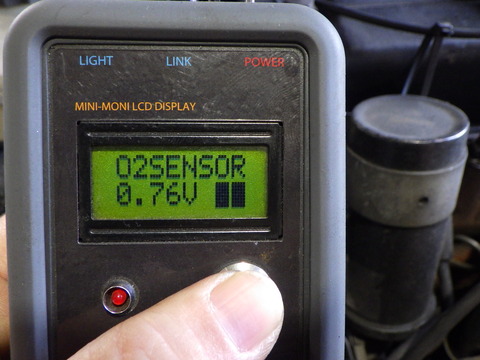 LIGHT LINK POWER
MINI-MONI LCD DISPLAY
O2SENSOR
0.76V